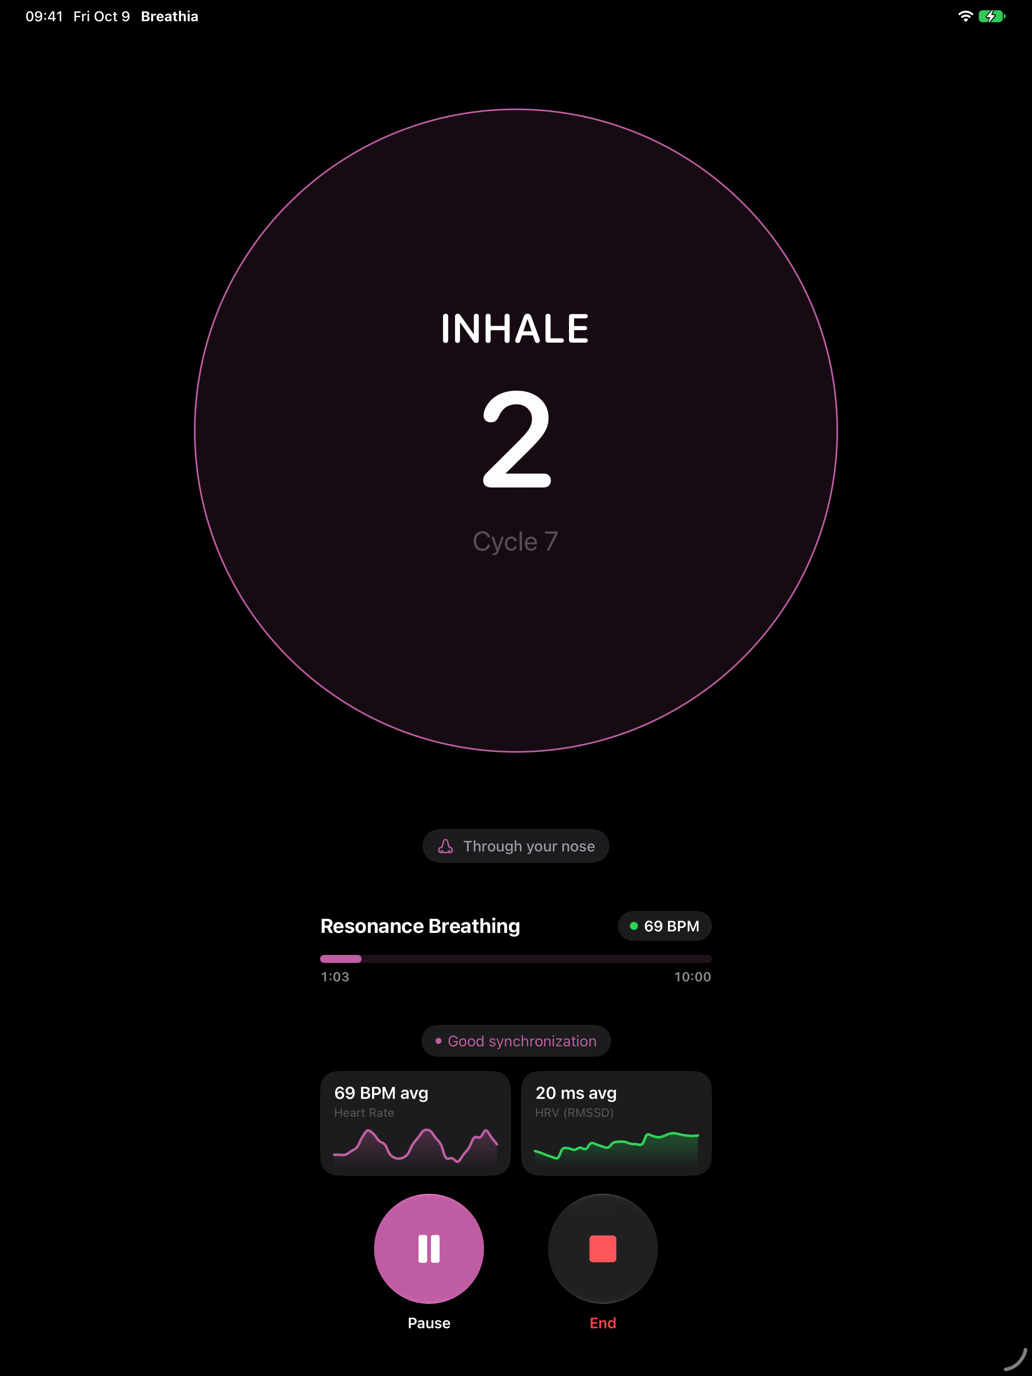 09:41 Fri Oct 9 Breathia
INHALE
2
Cycle 7
Through your nose
Resonance Breathing
69 BPM
1:03
10:00
Good synchronization
69 BPM avg
Heart Rate
20 ms avg
HRV (RMSSD)
Pause
End